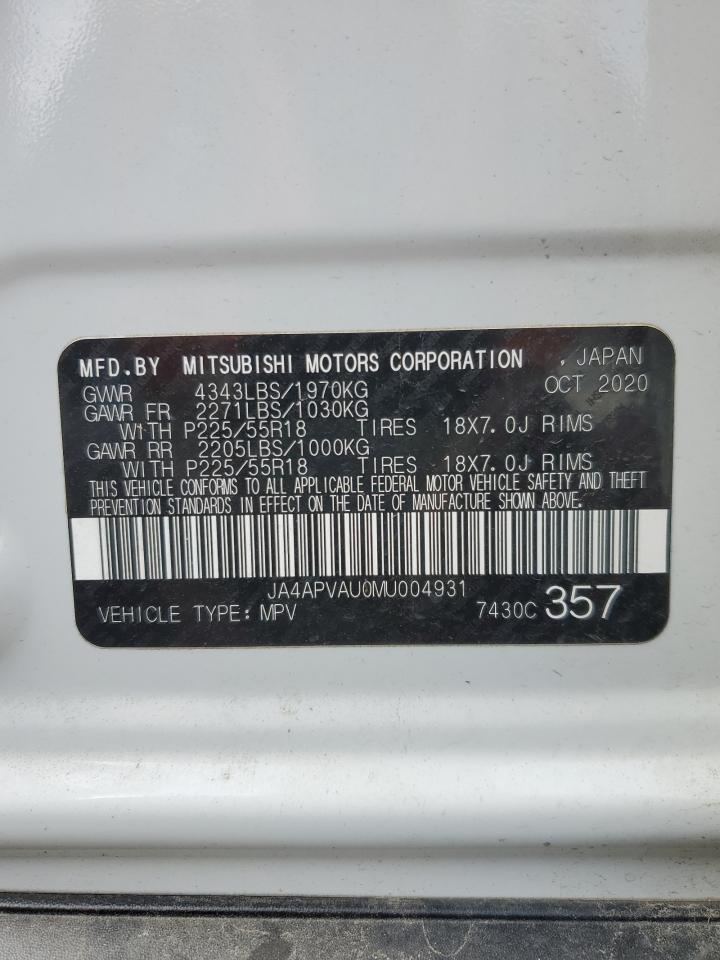 MFD.BY MITSUBISHI MOTORS CORPORATION , JAPAN
GVWR 4343LBS/1970KG OCT 2020
GAWR FR 2271LBS/1030KG
WITH P225/55R18 TIRES 18X7.0J RIMS
GAWR RR 2205LBS/1000KG
WITH P225/55R18 TIRES 18X7.0J RIMS
THIS VEHICLE CONFORMS TO ALL APPLICABLE FEDERAL MOTOR VEHICLE SAFETY AND THEFT
PREVENTION STANDARDS IN EFFECT ON THE DATE OF MANUFACTURE SHOWN ABOVE.
JA4APVAU0MU004931
VEHICLE TYPE: MPV 7430C 357